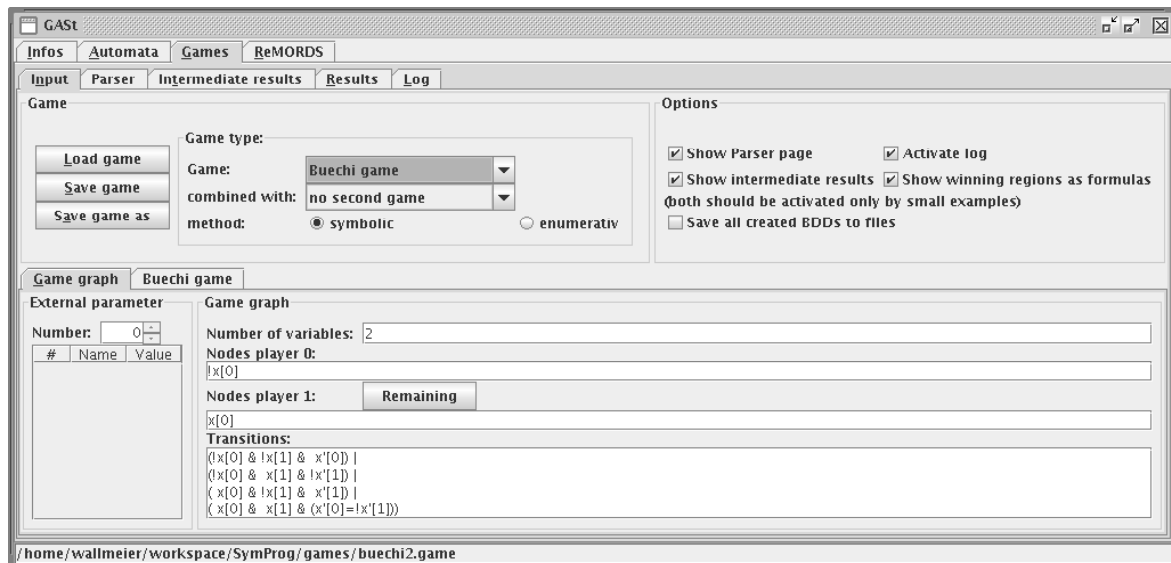 GASt
Infos Automata Games ReMORDS
Input Parser Intermediate results Results Log
Game
Load game
Save game
Save game as
Game type:
Game: Buechi game
combined with: no second game
method: symbolic enumerativ
Options
Show Parser page Activate log
Show intermediate results Show winning regions as formulas
(both should be activated only by small examples)
Save all created BDDs to files
Game graph Buechi game
External parameter
Number: 0
# Name Value
Game graph
Number of variables: 2
Nodes player 0:
!x[0]
Nodes player 1: Remaining
x[0]
Transitions:
(!x[0] & !x[1] & x'[0]) |
(!x[0] & x[1] & !x'[1]) |
( x[0] & !x[1] & x'[1]) |
( x[0] & x[1] & (x'[0]=!x'[1]))
/home/wallmeier/workspace/SymProg/games/buechi2.game